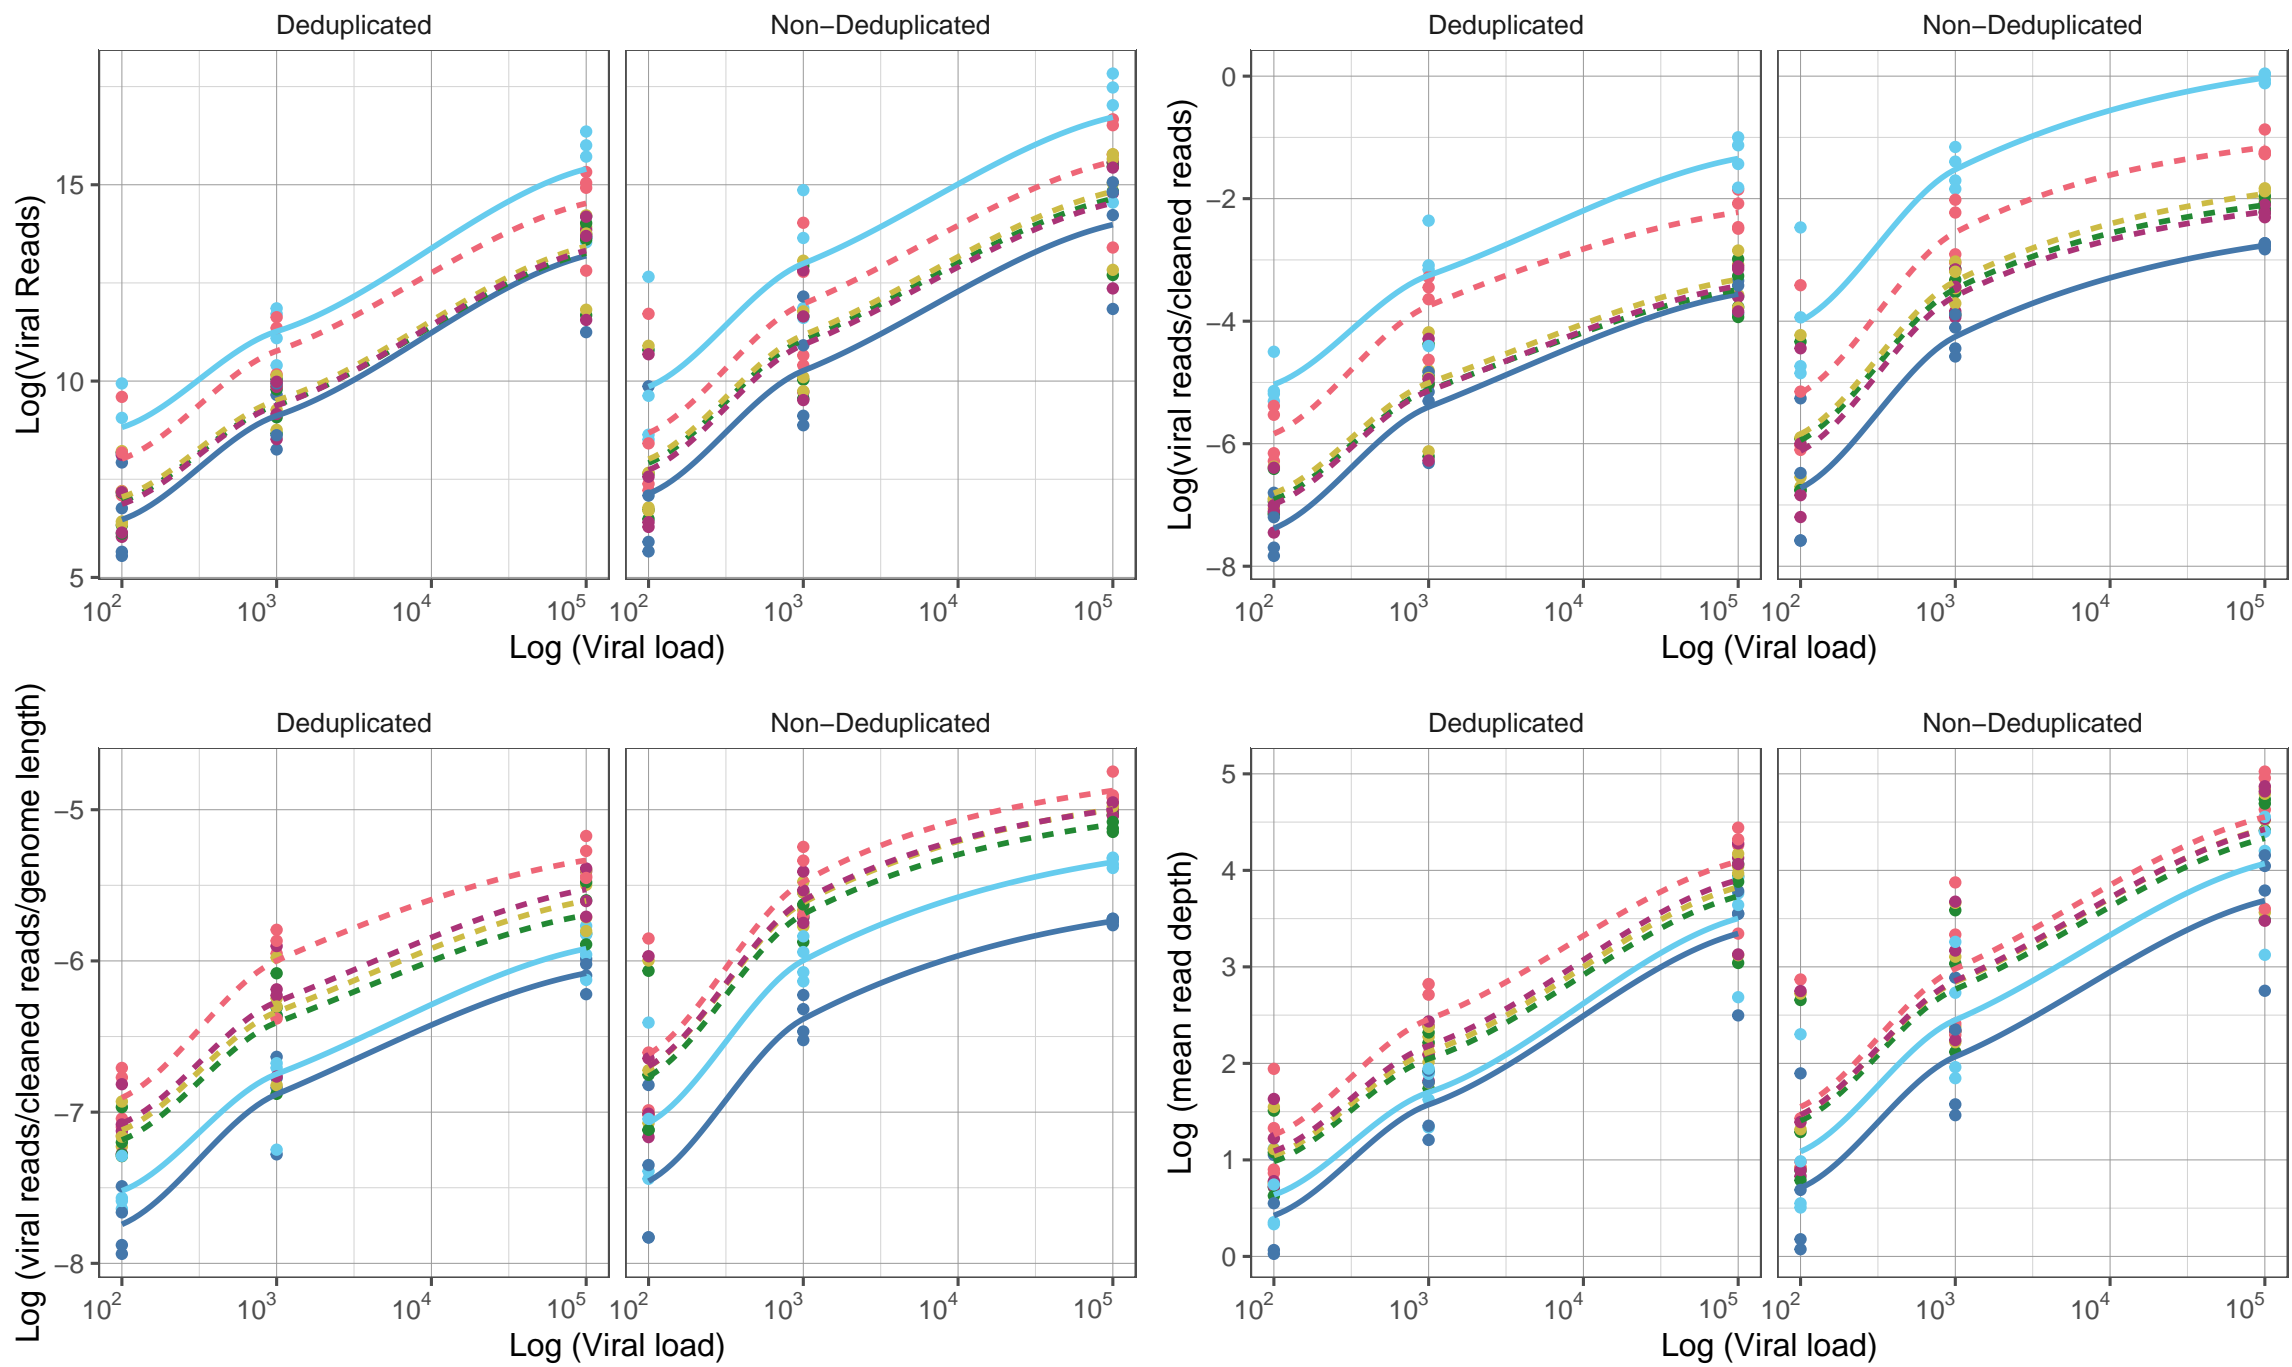 Deduplicated Non−Deduplicated
Log(Viral Reads)
15
10
5
10^2 10^3 10^4 10^5 10^2 10^3 10^4 10^5
Log (Viral load)
Deduplicated Non−Deduplicated
Log(viral reads/cleaned reads)
0
−2
−4
−6
−8
10^2 10^3 10^4 10^5 10^2 10^3 10^4 10^5
Log (Viral load)
Deduplicated Non−Deduplicated
Log (viral reads/cleaned reads/genome length)
−5
−6
−7
−8
10^2 10^3 10^4 10^5 10^2 10^3 10^4 10^5
Log (Viral load)
Deduplicated Non−Deduplicated
Log (mean read depth)
5
4
3
2
1
0
10^2 10^3 10^4 10^5 10^2 10^3 10^4 10^5
Log (Viral load)